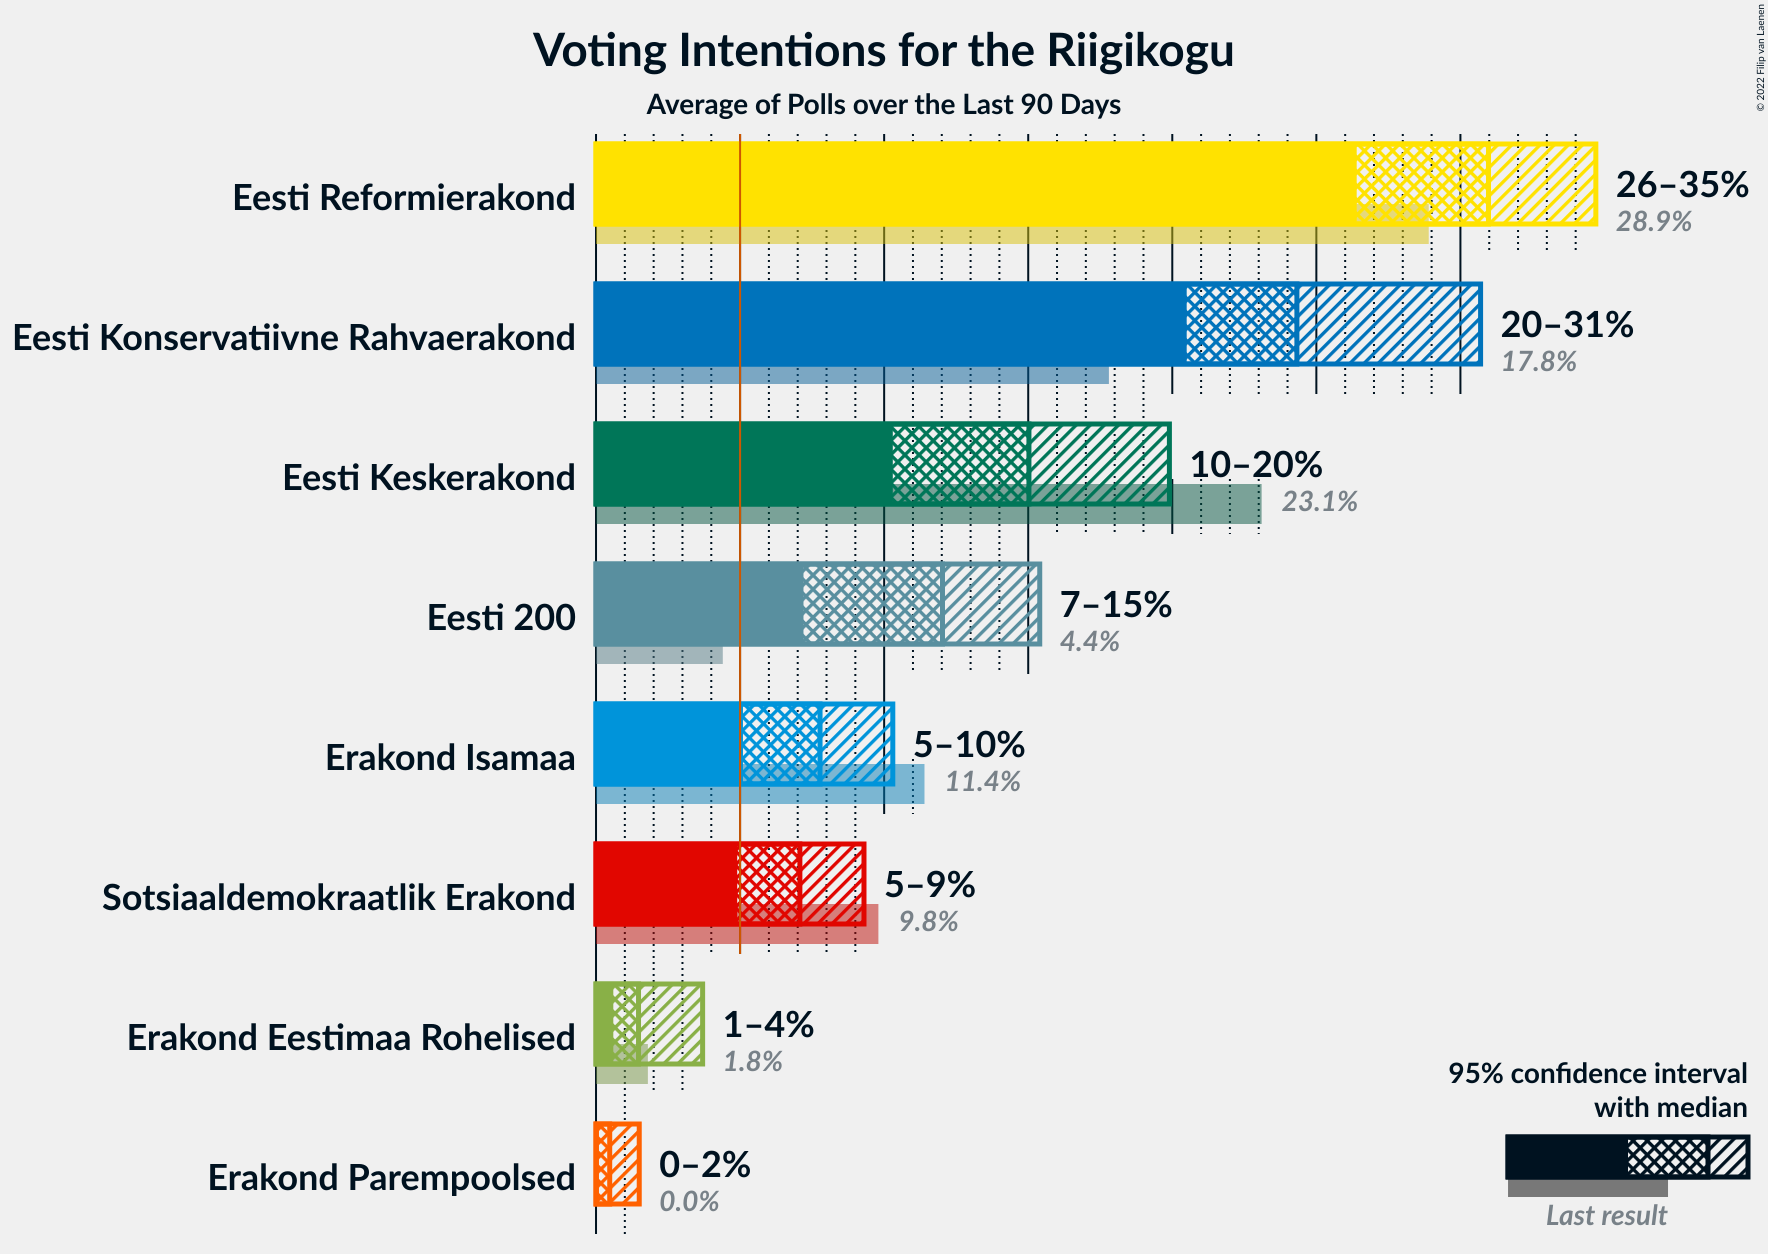 Voting Intentions for the Riigikogu
Average of Polls over the Last 90 Days
© 2022 Filip van Laenen
Eesti Reformierakond
26–35%
28.9%
Eesti Konservatiivne Rahvaerakond
20–31%
17.8%
Eesti Keskerakond
10–20%
23.1%
Eesti 200
7–15%
4.4%
Erakond Isamaa
5–10%
11.4%
Sotsiaaldemokraatlik Erakond
5–9%
9.8%
Erakond Eestimaa Rohelised
1–4%
1.8%
Erakond Parempoolsed
0–2%
0.0%
95% confidence interval
with median
Last result